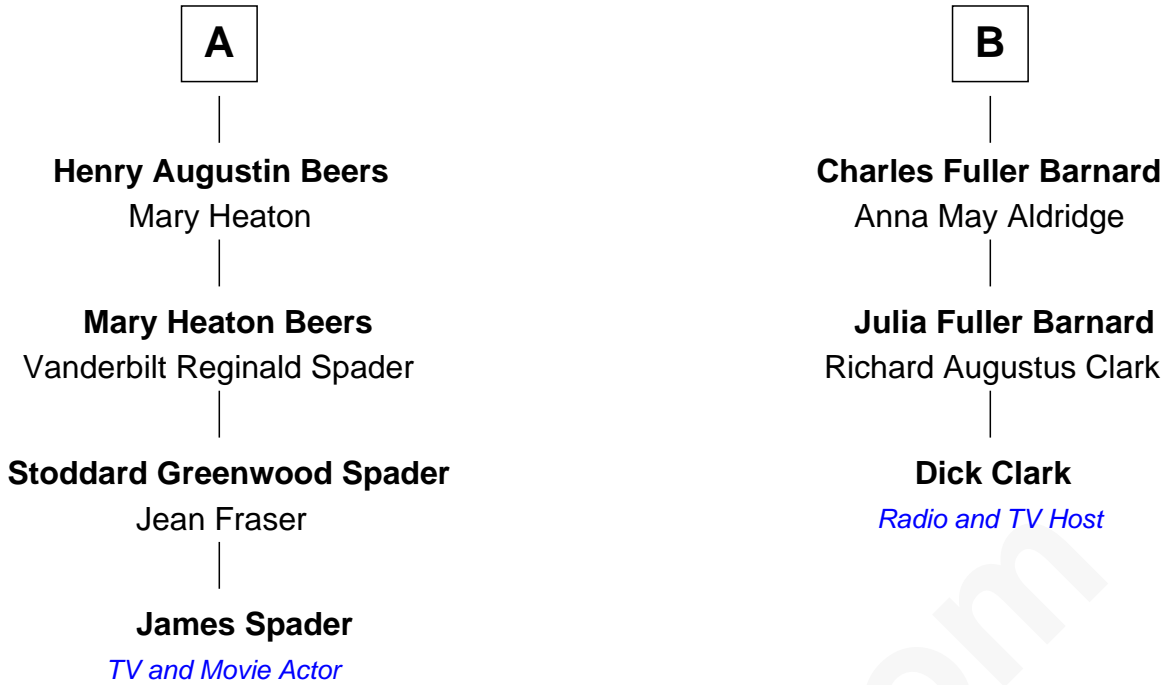 A
Henry Augustin Beers
Mary Heaton
Mary Heaton Beers
Vanderbilt Reginald Spader
Stoddard Greenwood Spader
Jean Fraser
James Spader
TV and Movie Actor
B
Charles Fuller Barnard
Anna May Aldridge
Julia Fuller Barnard
Richard Augustus Clark
Dick Clark
Radio and TV Host
om